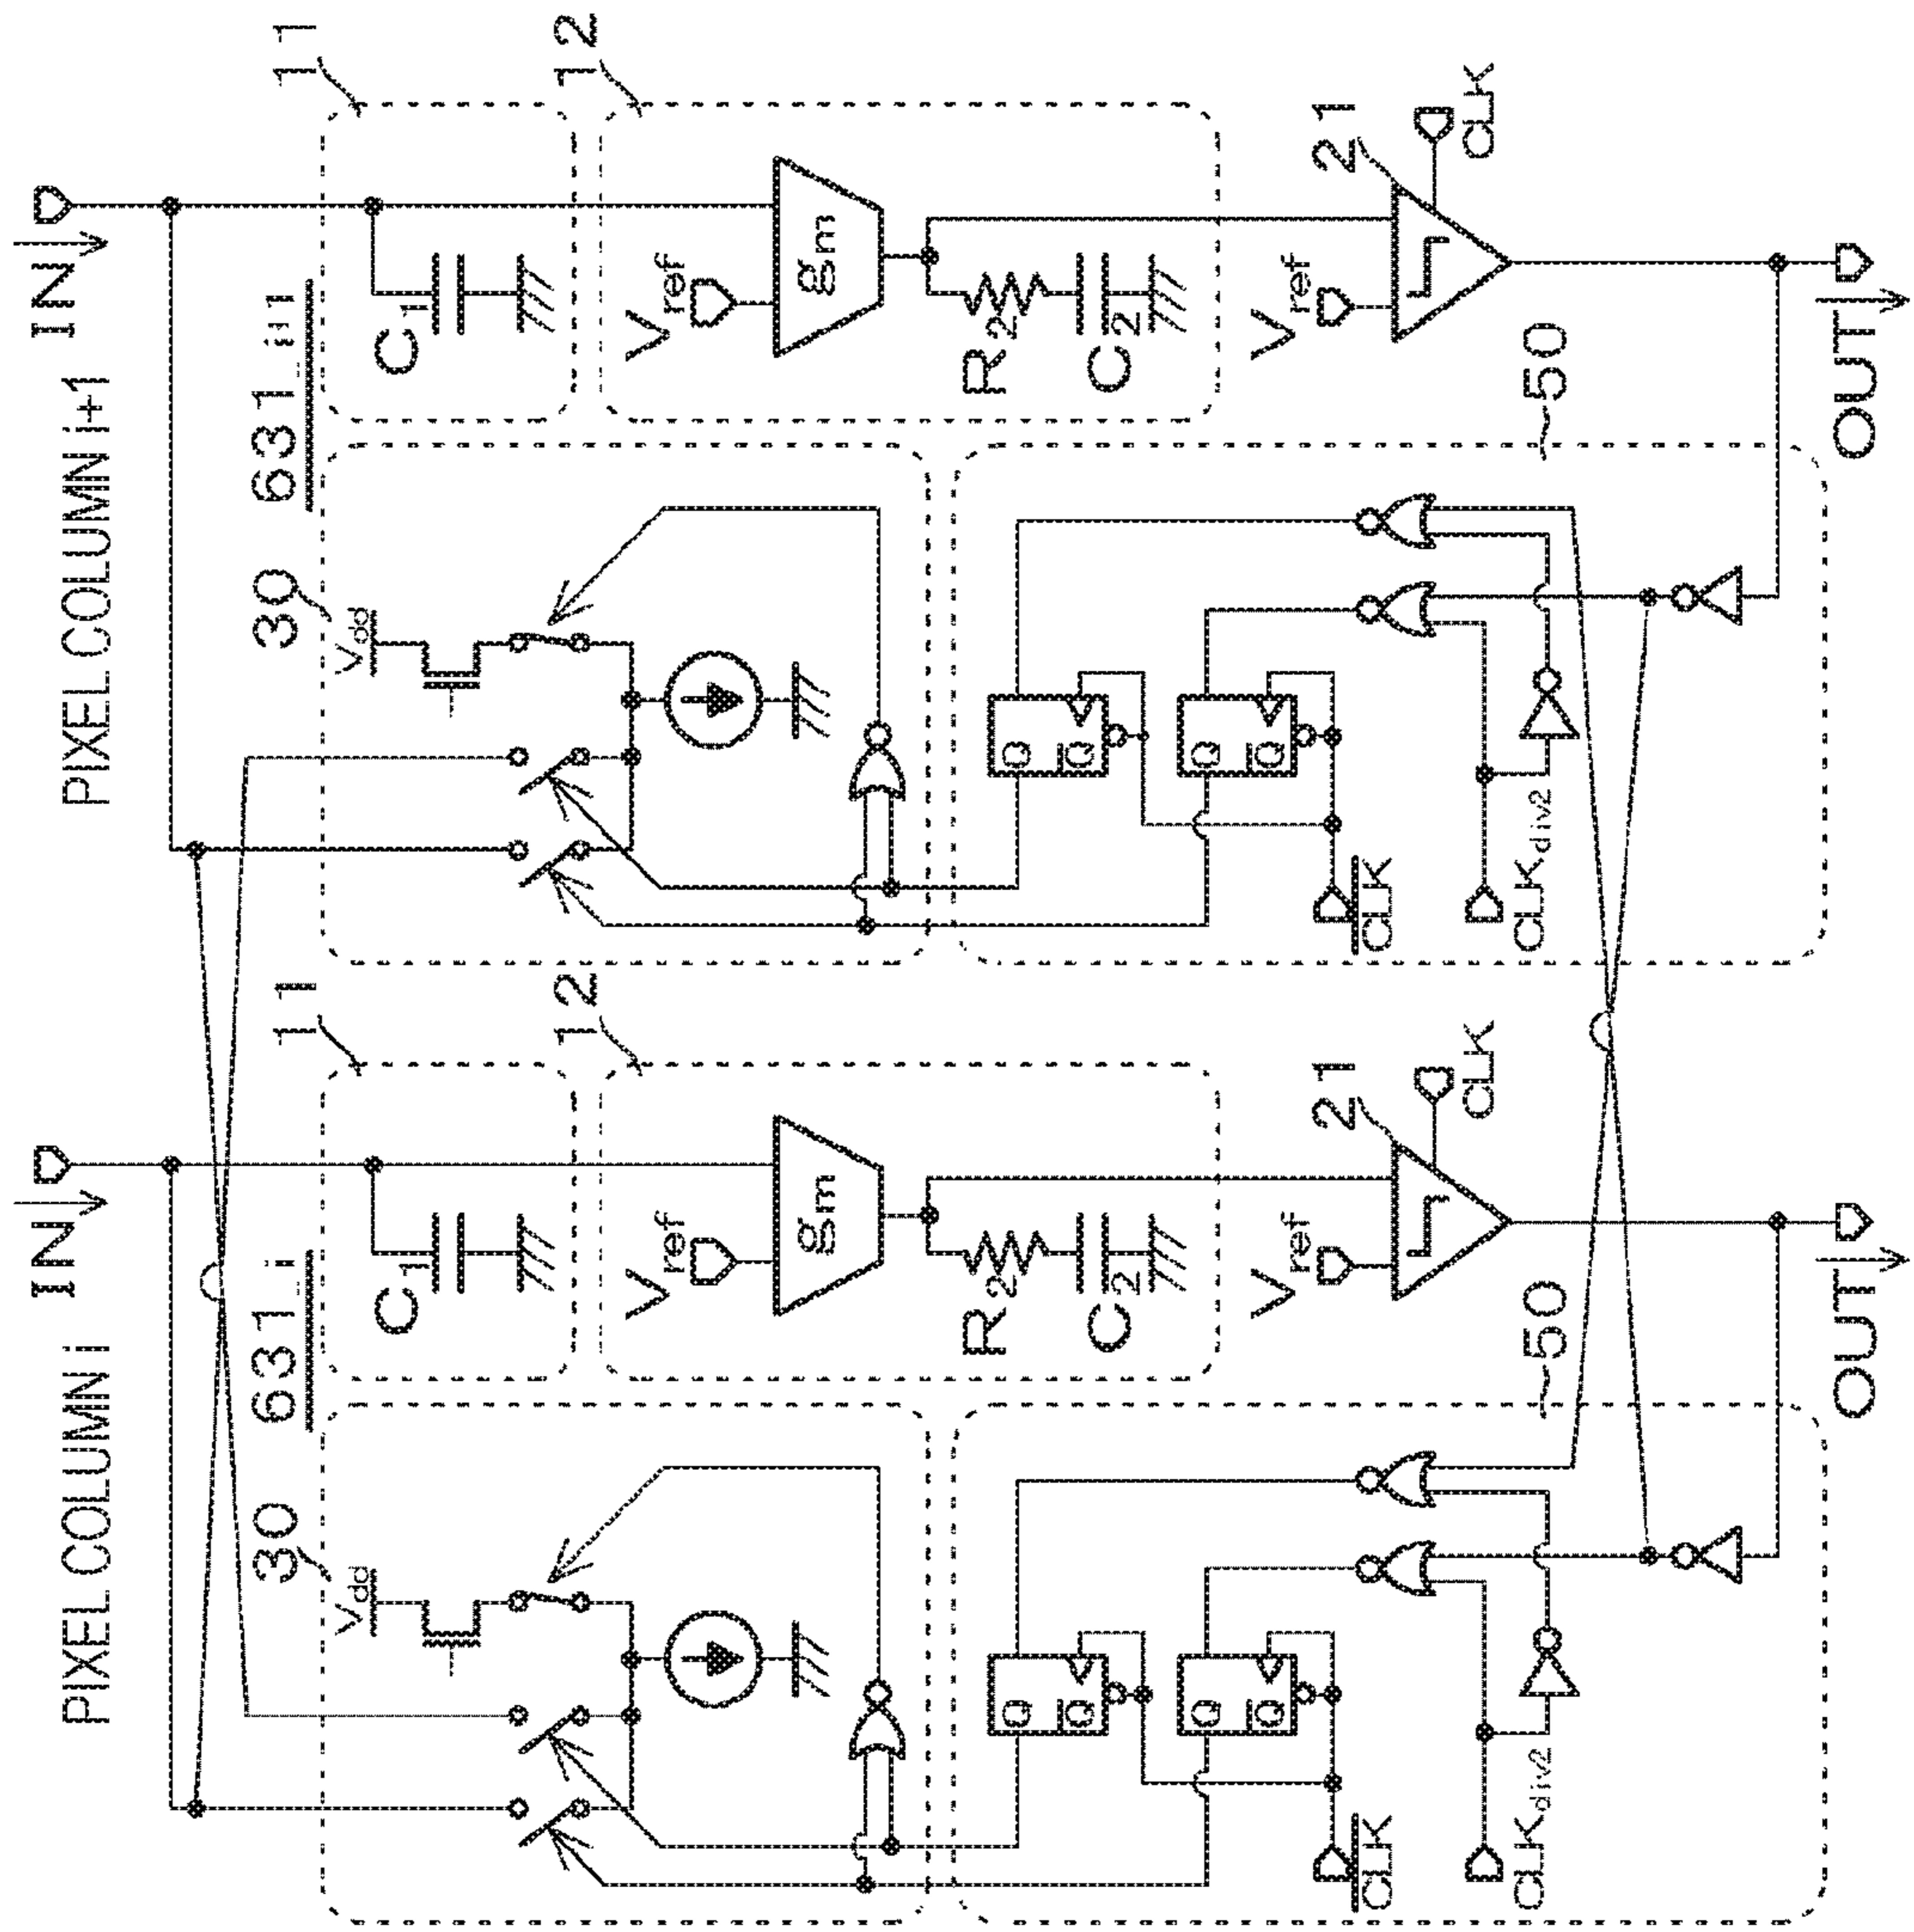 PIXEL COLUMN i
IN
PIXEL COLUMN i+1
IN
30
631_i
11
30
631_i+1
11
Vdd
C1
Vdd
C1
12
12
Vref
gm
Vref
gm
R2
C2
R2
C2
Q
Q̅
Q
Q̅
Q
Q̅
Q
Q̅
Vref
21
Vref
21
C̅L̅K̅
CLK
C̅L̅K̅
CLK
CLKdiv2
50
CLKdiv2
50
OUT
OUT